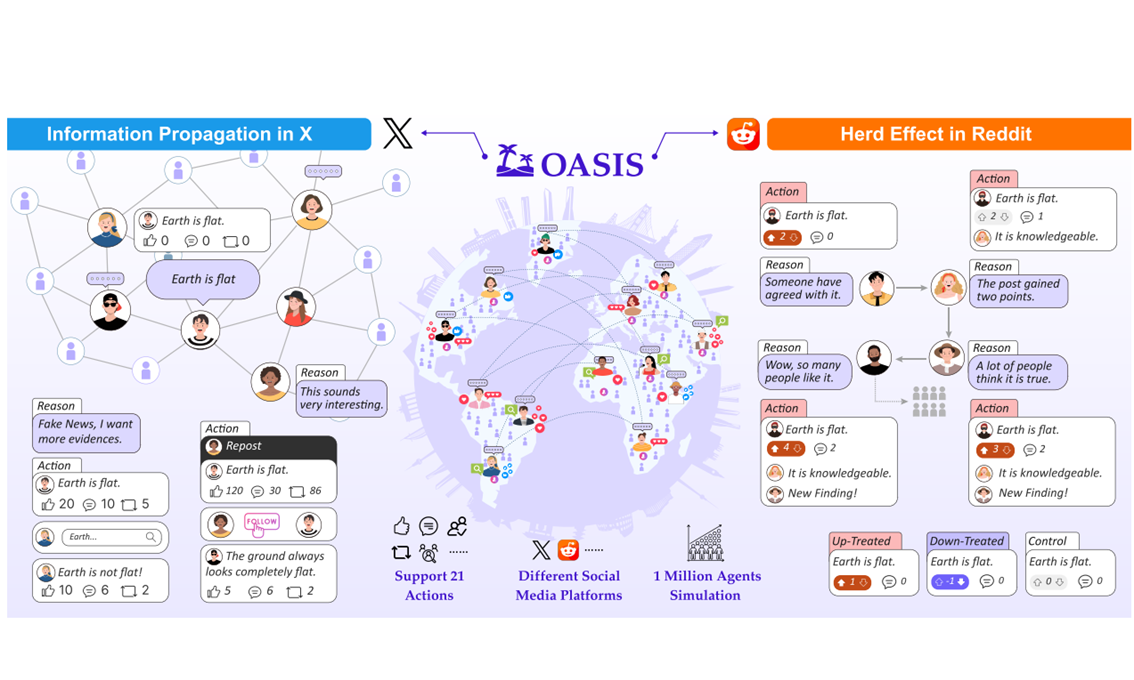 Information Propagation in X
OASIS
Herd Effect in Reddit
Earth is flat.
0 0 0
Earth is flat
Reason
This sounds
very interesting.
Reason
Fake News, I want
more evidences.
Action
Earth is flat.
20 10 5
Earth...
Earth is not flat!
10 6 2
Action
Repost
Earth is flat.
120 30 86
FOLLOW
The ground always
looks completely flat.
5 6 2
Support 21
Actions
Different Social
Media Platforms
1 Million Agents
Simulation
Action
Earth is flat.
2 0
Reason
Someone have
agreed with it.
Action
Earth is flat.
2 1
It is knowledgeable.
Reason
The post gained
two points.
Reason
Wow, so many
people like it.
Reason
A lot of people
think it is true.
Action
Earth is flat.
4 2
It is knowledgeable.
New Finding!
Action
Earth is flat.
3 2
It is knowledgeable.
New Finding!
Up-Treated
Earth is flat.
1 0
Down-Treated
Earth is flat.
-1 0
Control
Earth is flat.
0 0